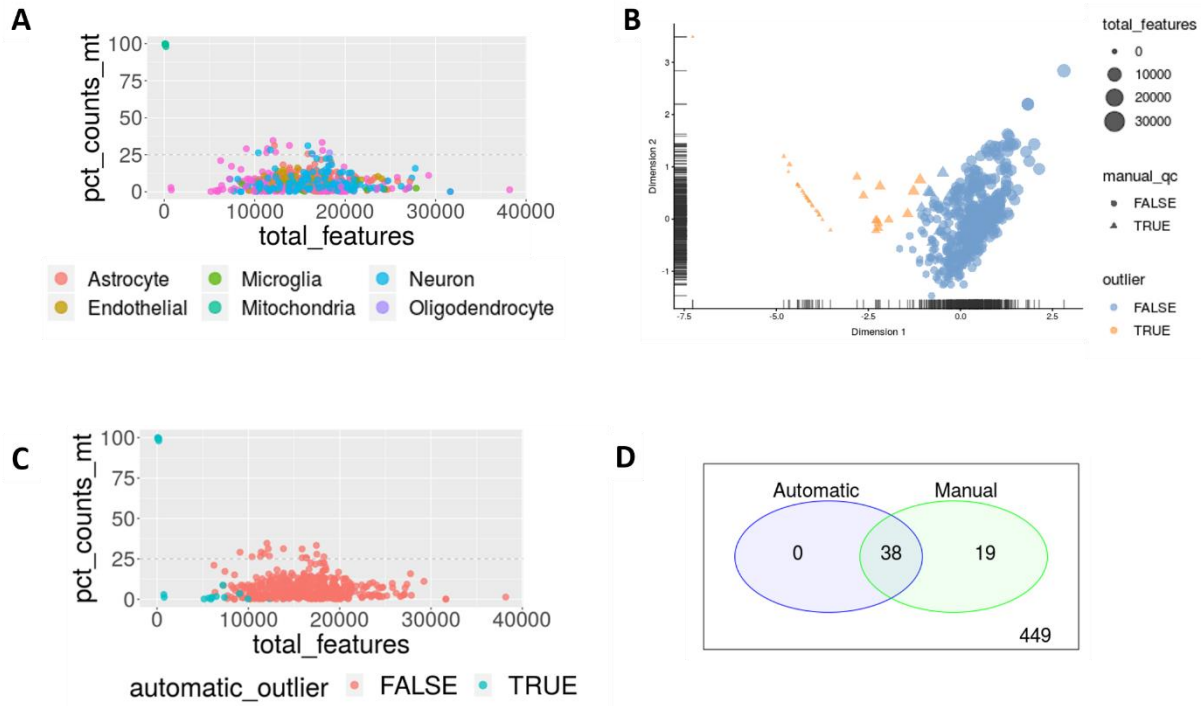 A
pct_counts_mt
100
75
50
25
0
0 10000 20000 30000 40000
total_features
Astrocyte Microglia Neuron
Endothelial Mitochondria Oligodendrocyte
B
Dimension 2
3
2
1
0
-1
-7.5 -5.0 -2.5 0.0 2.5
Dimension 1
total_features
0
10000
20000
30000
manual_qc
FALSE
TRUE
outlier
FALSE
TRUE
C
pct_counts_mt
100
75
50
25
0
0 10000 20000 30000 40000
total_features
automatic_outlier FALSE TRUE
D
Automatic Manual
0 38 19
449